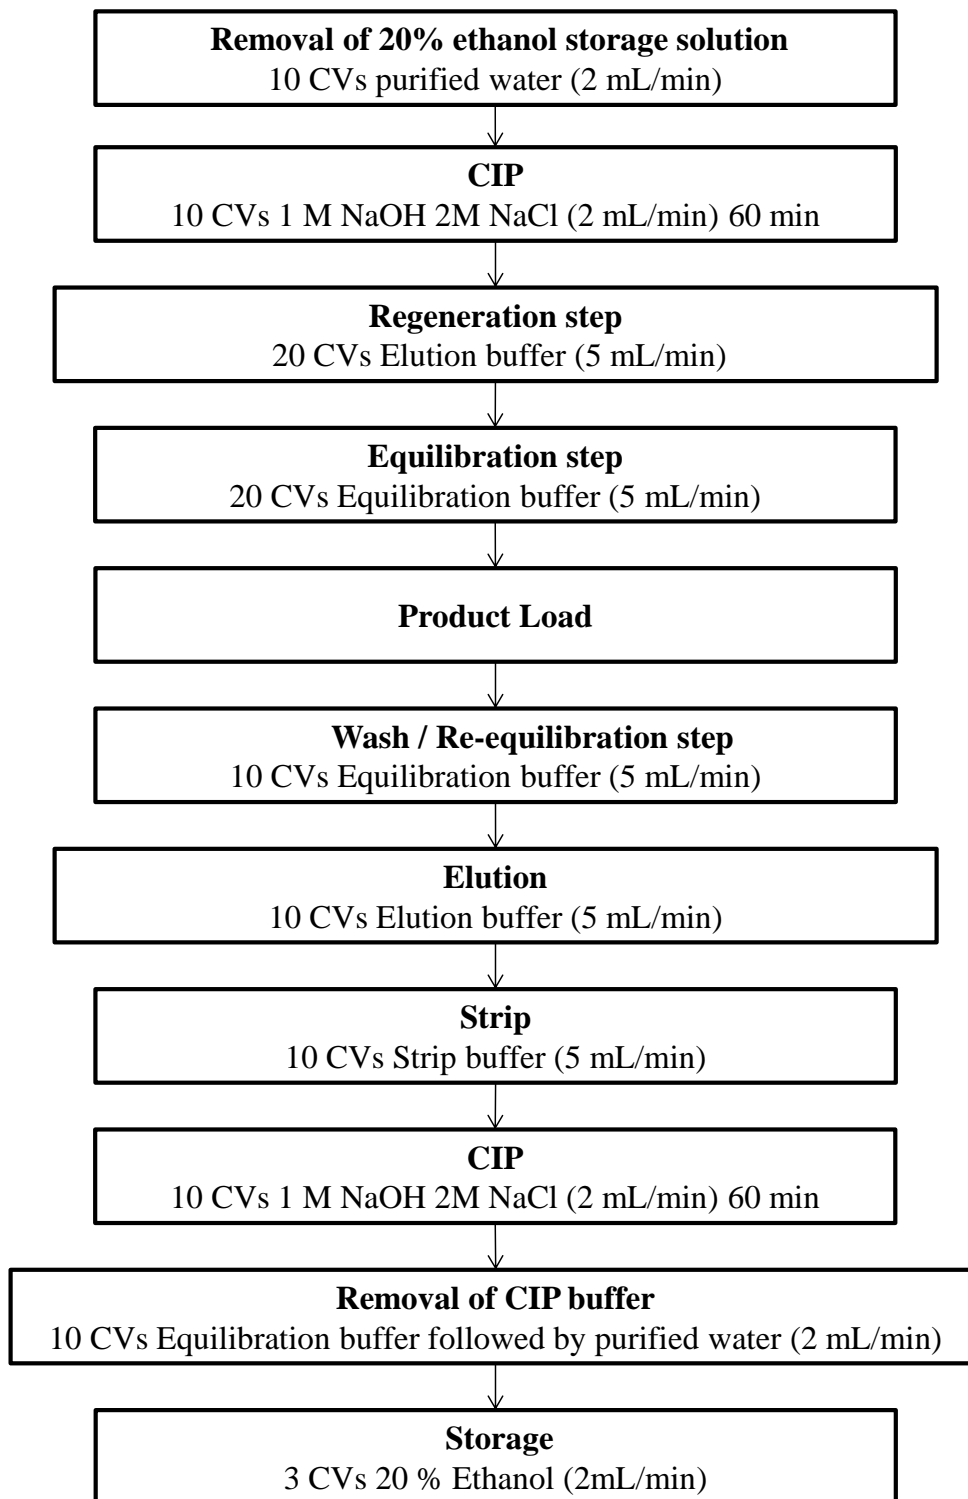 Removal of 20% ethanol storage solution
10 CVs purified water (2 mL/min)
CIP
10 CVs 1 M NaOH 2M NaCl (2 mL/min) 60 min
Regeneration step
20 CVs Elution buffer (5 mL/min)
Equilibration step
20 CVs Equilibration buffer (5 mL/min)
Product Load
Wash / Re-equilibration step
10 CVs Equilibration buffer (5 mL/min)
Elution
10 CVs Elution buffer (5 mL/min)
Strip
10 CVs Strip buffer (5 mL/min)
CIP
10 CVs 1 M NaOH 2M NaCl (2 mL/min) 60 min
Removal of CIP buffer
10 CVs Equilibration buffer followed by purified water (2 mL/min)
Storage
3 CVs 20 % Ethanol (2mL/min)